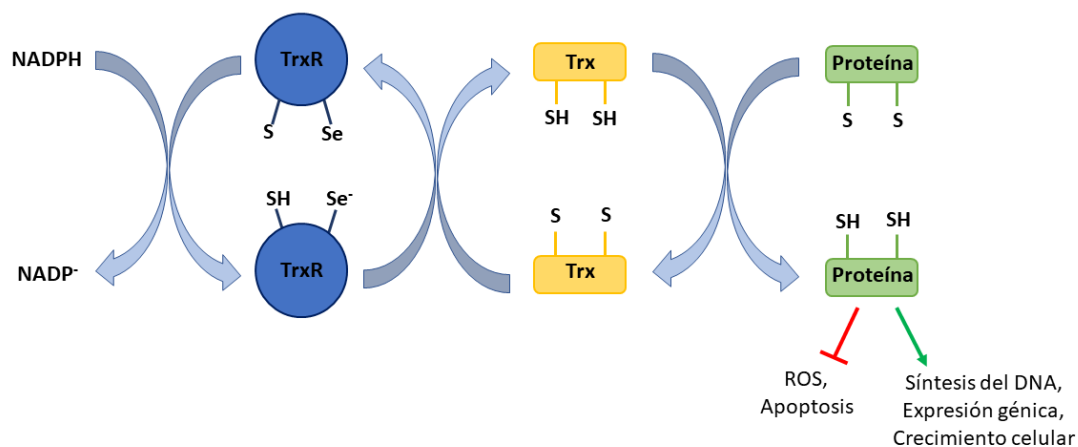 NADPH
TrxR
S
Se
Trx
SH
SH
Proteína
S
S
SH
Se-
TrxR
NADP-
S
S
Trx
SH
SH
Proteína
ROS,
Apoptosis
Síntesis del DNA,
Expresión génica,
Crecimiento celular